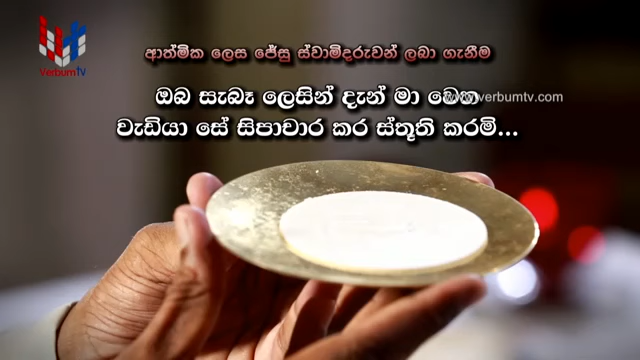 VerbumTV
ආත්මික ලෙස ජේසු ස්වාමිදරුවන් ලබා ගැනීම
ඔබ සැබෑ ලෙසින් දැන් මා වෙත
www.verbumtv.com
වැඩියා සේ සිපාචාර කර ස්තූති කරමි...